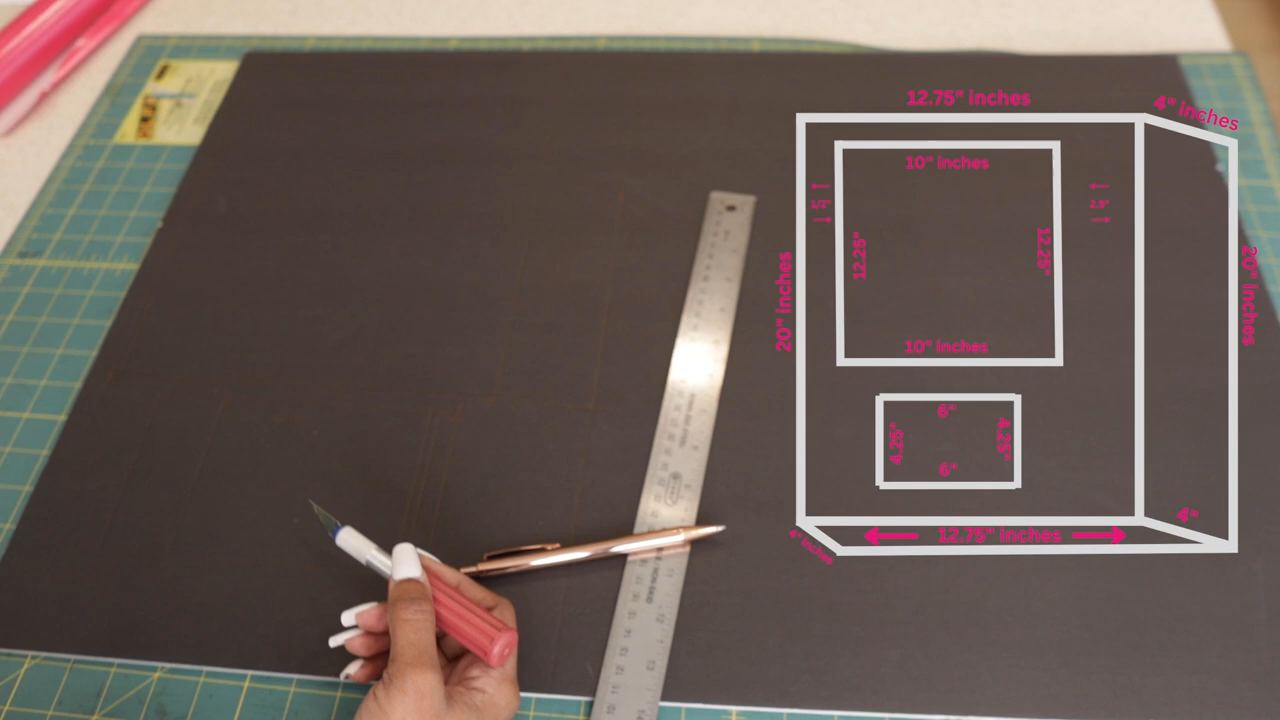 12.75" inches
4" inches
10" inches
1/2"
2.5"
12.25"
12.25"
20" inches
20" inches
10" inches
6"
4.25"
4.25"
6"
4"
12.75" inches
4" inches